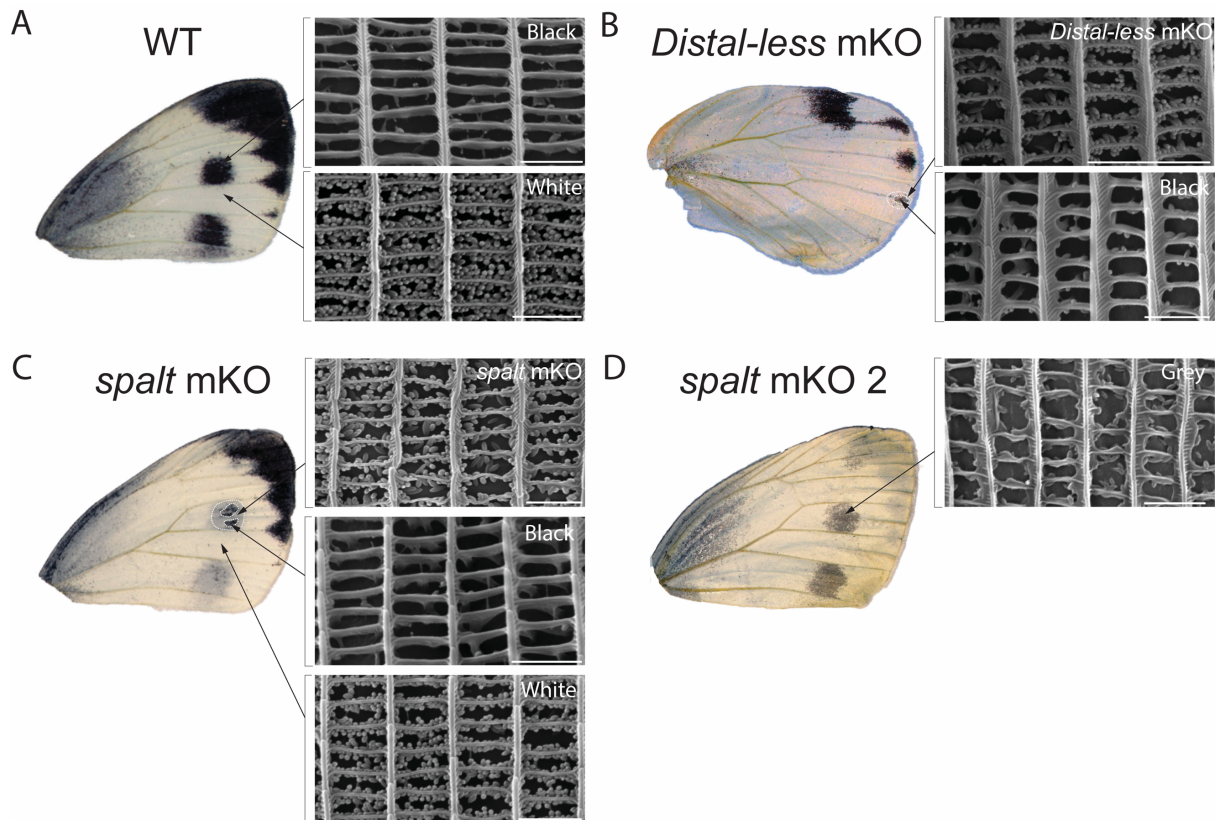 A
WT
Black
White
B
Distal-less mKO
Distal-less mKO
Black
C
spalt mKO
spalt mKO
Black
White
D
spalt mKO 2
Grey